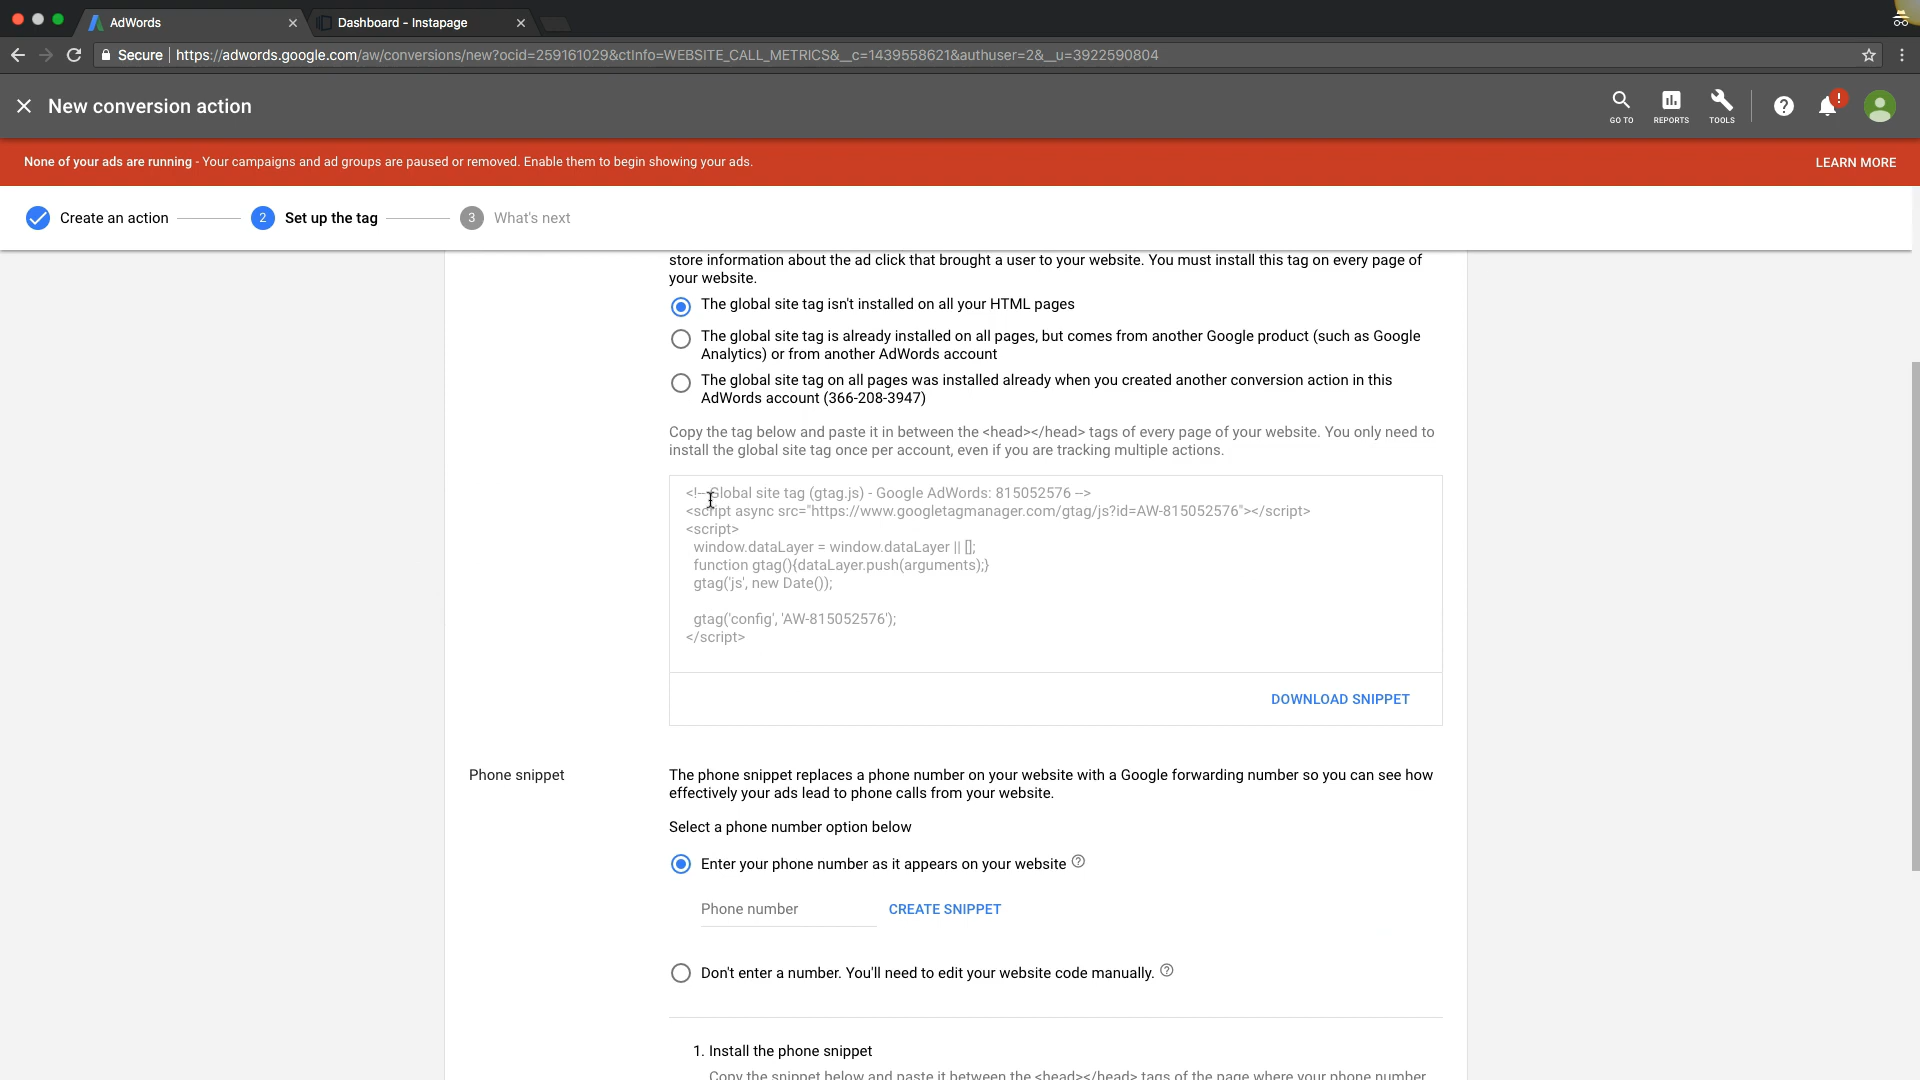 AdWords
Dashboard - Instapage
Secure https://adwords.google.com/aw/conversions/new?ocid=259161029&ctInfo=WEBSITE_CALL_METRICS&__c=1439558621&authuser=2&__u=3922590804
New conversion action
GO TO
REPORTS
TOOLS
!
None of your ads are running - Your campaigns and ad groups are paused or removed. Enable them to begin showing your ads.
LEARN MORE
Create an action
2 Set up the tag
3 What's next
store information about the ad click that brought a user to your website. You must install this tag on every page of
your website.
The global site tag isn't installed on all your HTML pages
The global site tag is already installed on all pages, but comes from another Google product (such as Google
Analytics) or from another AdWords account
The global site tag on all pages was installed already when you created another conversion action in this
AdWords account (366-208-3947)
Copy the tag below and paste it in between the <head></head> tags of every page of your website. You only need to
install the global site tag once per account, even if you are tracking multiple actions.
<!-- Global site tag (gtag.js) - Google AdWords: 815052576 -->
<script async src="https://www.googletagmanager.com/gtag/js?id=AW-815052576"></script>
<script>
window.dataLayer = window.dataLayer || [];
function gtag(){dataLayer.push(arguments);}
gtag('js', new Date());
gtag('config', 'AW-815052576');
</script>
DOWNLOAD SNIPPET
Phone snippet
The phone snippet replaces a phone number on your website with a Google forwarding number so you can see how
effectively your ads lead to phone calls from your website.
Select a phone number option below
Enter your phone number as it appears on your website ?
Phone number
CREATE SNIPPET
Don't enter a number. You'll need to edit your website code manually. ?
1. Install the phone snippet
Copy the snippet below and paste it between the <head></head> tags of the page where your phone number